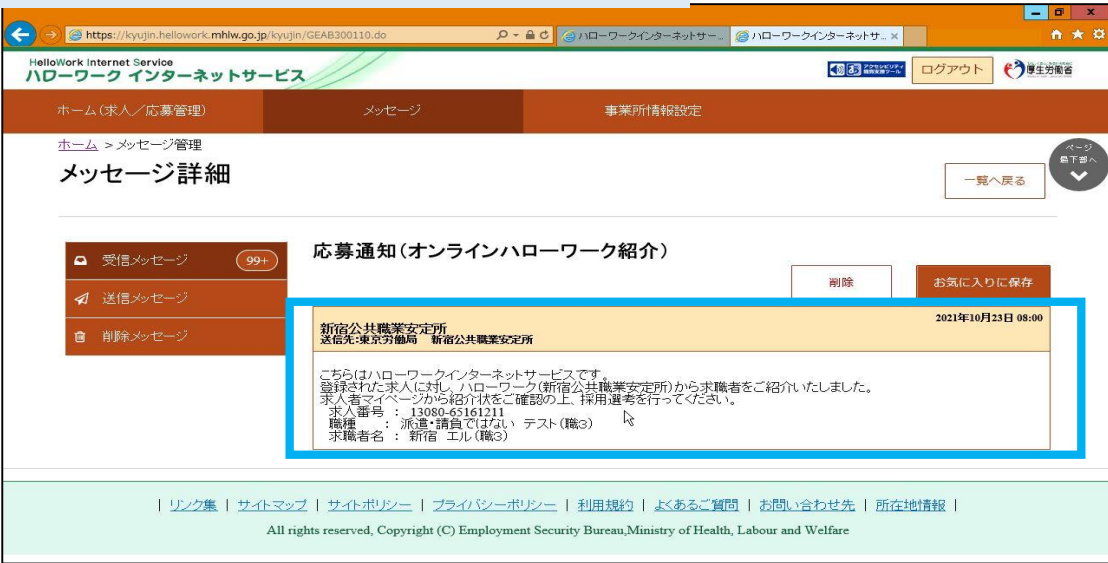 https://kyujin.hellowork.mhlw.go.jp/kyujin/GEAB300110.do
ハローワークインターネットサー...
ハローワークインターネットサ...
HelloWork Internet Service
ハローワーク インターネットサービス
ログアウト
厚生労働省
ホーム(求人／応募管理)
メッセージ
事業所情報設定
ホーム > メッセージ管理
ページ
最下部へ
メッセージ詳細
一覧へ戻る
受信メッセージ 99+
送信メッセージ
削除メッセージ
応募通知(オンラインハローワーク紹介)
削除
お気に入りに保存
2021年10月23日 08:00
新宿公共職業安定所
送信先:東京労働局 新宿公共職業安定所
こちらはハローワークインターネットサービスです。
登録された求人に対し、ハローワーク(新宿公共職業安定所)から求職者をご紹介いたしました。
求人者マイページから紹介状をご確認の上、採用選考を行ってください。
求人番号 : 13080-65161211
職種 : 派遣・請負ではない テスト(職3)
求職者名 : 新宿 エル(職3)
| リンク集 | サイトマップ | サイトポリシー | プライバシーポリシー | 利用規約 | よくあるご質問 | お問い合わせ先 | 所在地情報 |
All rights reserved, Copyright (C) Employment Security Bureau,Ministry of Health, Labour and Welfare